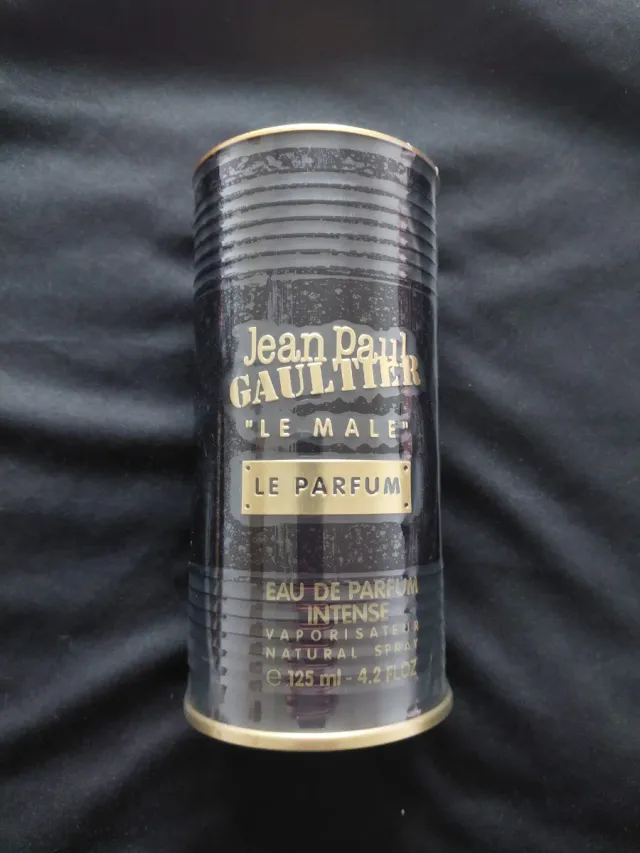 Jean Paul
GAULTIER
"LE MALE"
LE PARFUM
EAU DE PARFUM
INTENSE
VAPORISATEUR
NATURAL SPRAY
℮ 125 ml - 4.2 FL.OZ